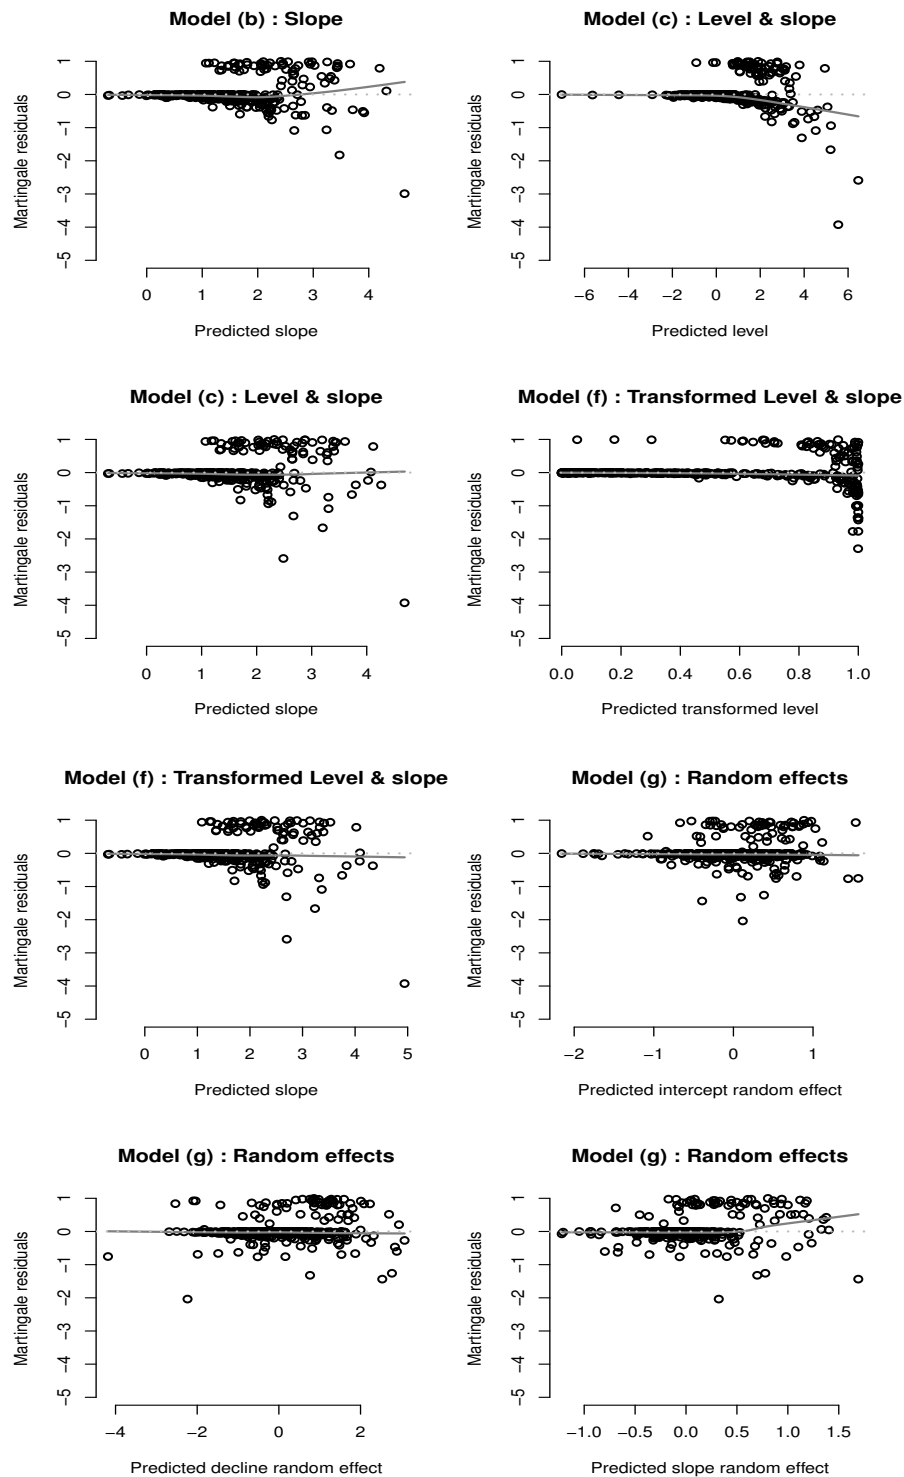 Model (b) : Slope
Martingale residuals
1
0
−1
−2
−3
−4
−5
0 1 2 3 4
Predicted slope
Model (c) : Level & slope
Martingale residuals
1
0
−1
−2
−3
−4
−5
−6 −4 −2 0 2 4 6
Predicted level
Model (c) : Level & slope
Martingale residuals
1
0
−1
−2
−3
−4
−5
0 1 2 3 4
Predicted slope
Model (f) : Transformed Level & slope
Martingale residuals
1
0
−1
−2
−3
−4
−5
0.0 0.2 0.4 0.6 0.8 1.0
Predicted transformed level
Model (f) : Transformed Level & slope
Martingale residuals
1
0
−1
−2
−3
−4
−5
0 1 2 3 4 5
Predicted slope
Model (g) : Random effects
Martingale residuals
1
0
−1
−2
−3
−4
−5
−2 −1 0 1
Predicted intercept random effect
Model (g) : Random effects
Martingale residuals
1
0
−1
−2
−3
−4
−5
−4 −2 0 2
Predicted decline random effect
Model (g) : Random effects
Martingale residuals
1
0
−1
−2
−3
−4
−5
−1.0 −0.5 0.0 0.5 1.0 1.5
Predicted slope random effect